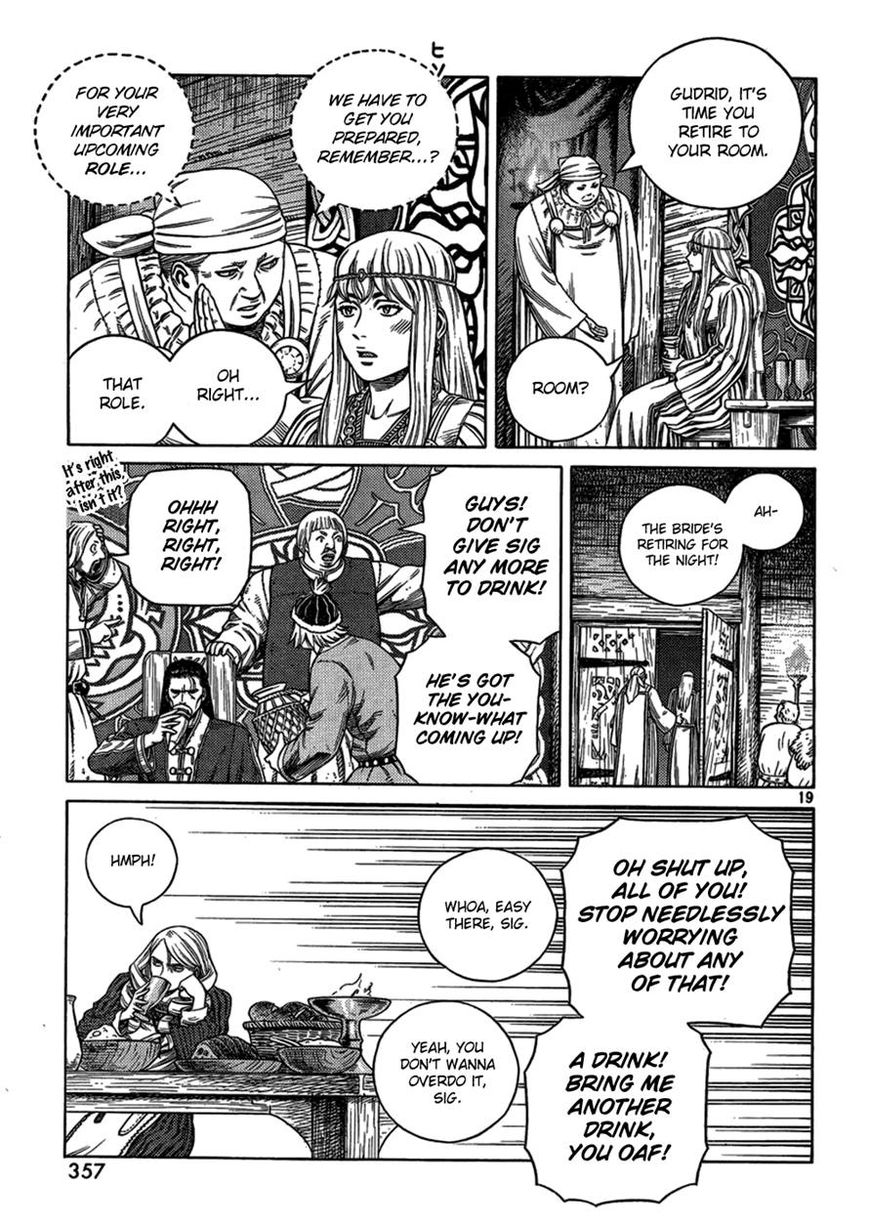 GUDRID, IT'S
TIME YOU
RETIRE TO
YOUR ROOM.
ROOM?
ヒソ
WE HAVE TO
GET YOU
PREPARED,
REMEMBER...?
FOR YOUR
VERY
IMPORTANT
UPCOMING
ROLE...
OH
RIGHT...
THAT
ROLE.
AH-
THE BRIDE'S
RETIRING FOR
THE NIGHT!
GUYS!
DON'T
GIVE SIG
ANY MORE
TO DRINK!
HE'S GOT
THE YOU-
KNOW-WHAT
COMING UP!
OHHH
RIGHT,
RIGHT,
RIGHT!
It's right
after this,
isn't it?
19
OH SHUT UP,
ALL OF YOU!
STOP NEEDLESSLY
WORRYING
ABOUT ANY
OF THAT!
A DRINK!
BRING ME
ANOTHER
DRINK,
YOU OAF!
WHOA, EASY
THERE, SIG.
YEAH, YOU
DON'T WANNA
OVERDO IT,
SIG.
HMPH!
357